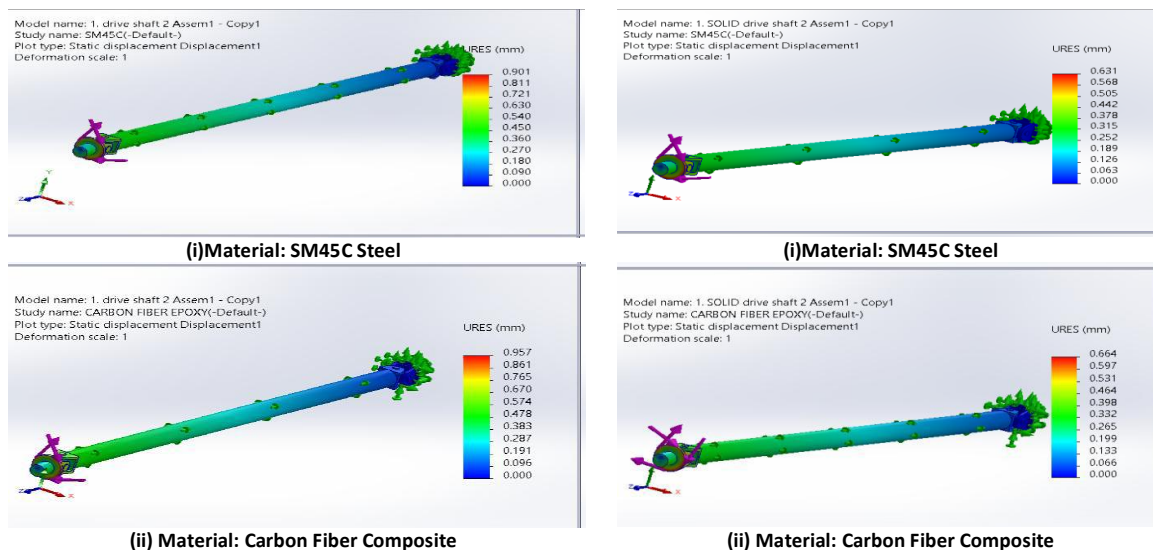 Model name: 1. drive shaft 2 Assem1 - Copy1
Study name: SM45C(-Default-)
Plot type: Static displacement Displacement1
Deformation scale: 1
URES (mm)
0.901
0.811
0.721
0.630
0.540
0.450
0.360
0.270
0.180
0.090
0.000
Y
Z
X
(i)Material: SM45C Steel
Model name: 1. SOLID drive shaft 2 Assem1 - Copy1
Study name: SM45C(-Default-)
Plot type: Static displacement Displacement1
Deformation scale: 1
URES (mm)
0.631
0.568
0.505
0.442
0.378
0.315
0.252
0.189
0.126
0.063
0.000
Z
X
(i)Material: SM45C Steel
Model name: 1. drive shaft 2 Assem1 - Copy1
Study name: CARBON FIBER EPOXY(-Default-)
Plot type: Static displacement Displacement1
Deformation scale: 1
URES (mm)
0.957
0.861
0.765
0.670
0.574
0.478
0.383
0.287
0.191
0.096
0.000
Z
X
(ii) Material: Carbon Fiber Composite
Model name: 1. SOLID drive shaft 2 Assem1 - Copy1
Study name: CARBON FIBER EPOXY(-Default-)
Plot type: Static displacement Displacement1
Deformation scale: 1
URES (mm)
0.664
0.597
0.531
0.464
0.398
0.332
0.265
0.199
0.133
0.066
0.000
Z
X
(ii) Material: Carbon Fiber Composite